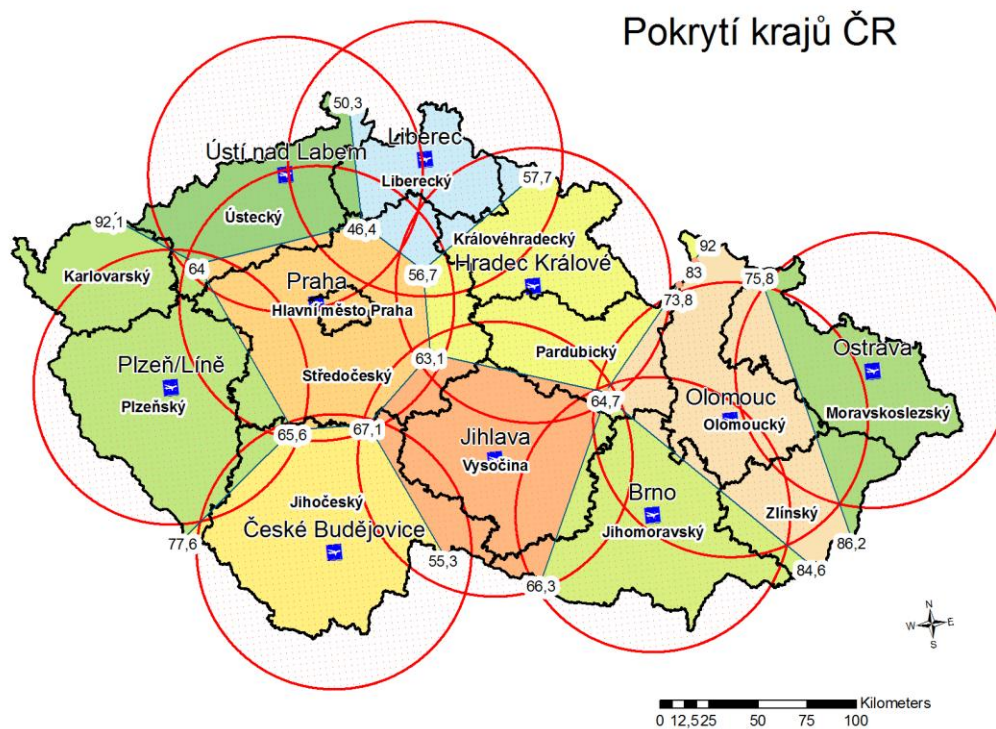 Pokrytí krajů ČR
50,3
Liberec
Ústí nad Labem
Liberecký
57,7
Ústecký
92,1
46,4
Královéhradecký
92
Karlovarský
64
56,7
Hradec Králové
83
75,8
Praha
Hlavní město Praha
73,8
Plzeň/Líně
63,1
Pardubický
Ostrava
Středočeský
Plzeňský
64,7
Olomouc
Moravskoslezský
Olomoucký
65,6
67,1
Jihlava
Vysočina
Jihočeský
Brno
Zlínský
České Budějovice
Jihomoravský
77,6
55,3
86,2
84,6
66,3
N
W E
S
Kilometers
0 12,5 25 50 75 100